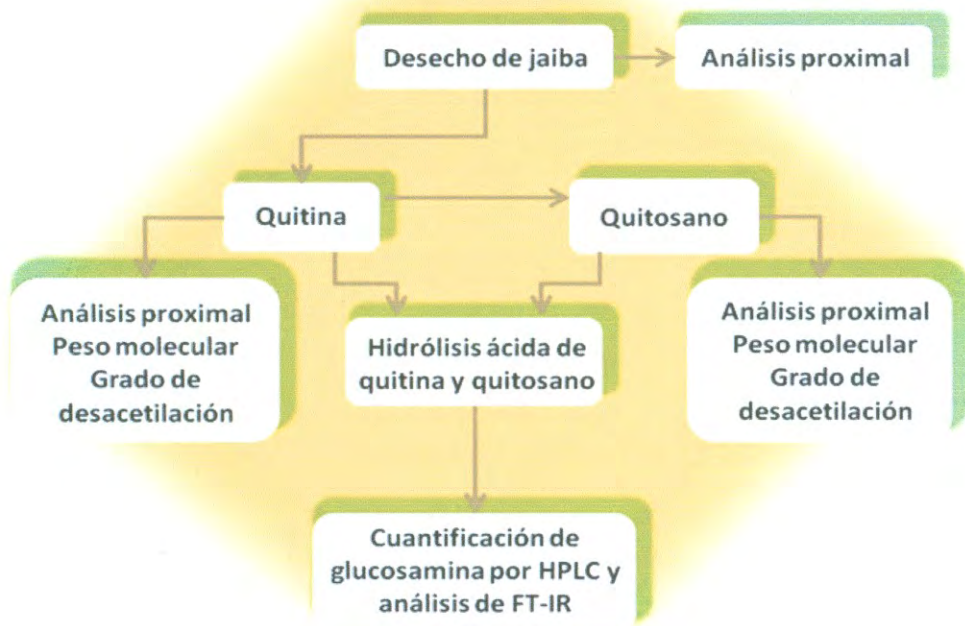 Desecho de jaiba
Análisis proximal
Quitina
Quitosano
Análisis proximal
Peso molecular
Grado de
desacetilación
Hidrólisis ácida de
quitina y quitosano
Análisis proximal
Peso molecular
Grado de
desacetilación
Cuantificación de
glucosamina por HPLC y
análisis de FT-IR